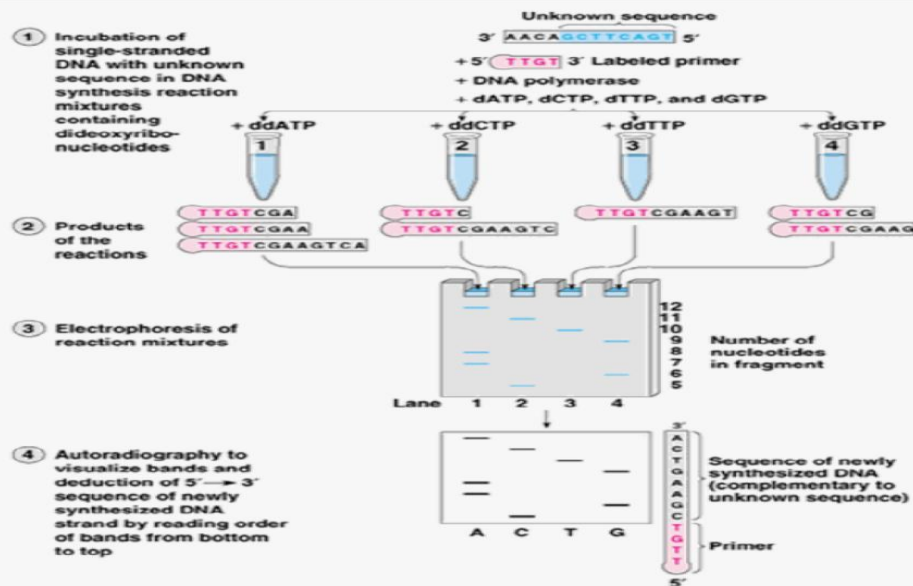 Unknown sequence
3′ AACAGCTTCAGT 5′
+ 5′ TTGT 3′ Labeled primer
+ DNA polymerase
+ dATP, dCTP, dTTP, and dGTP
1 Incubation of
single-stranded
DNA with unknown
sequence in DNA
synthesis reaction
mixtures
containing
dideoxyribo-
nucleotides
+ ddATP + ddCTP + ddTTP + ddGTP
1 2 3 4
2 Products
of the
reactions
TTGTCGA TTGTC TTGTCGAAGT TTGTCG
TTGTCGAA TTGTCGAAGTC TTGTCGAAG
TTGTCGAAGTCA
3 Electrophoresis of
reaction mixtures
12
11
10
9
8
7
6
5
Number of
nucleotides
in fragment
Lane 1 2 3 4
4 Autoradiography to
visualize bands and
deduction of 5′ → 3′
sequence of newly
synthesized DNA
strand by reading order
of bands from bottom
to top
A C T G
3′
A
C
T
G
A
A
G
C
T
G
T
T
5′
Sequence of newly
synthesized DNA
(complementary to
unknown sequence)
Primer